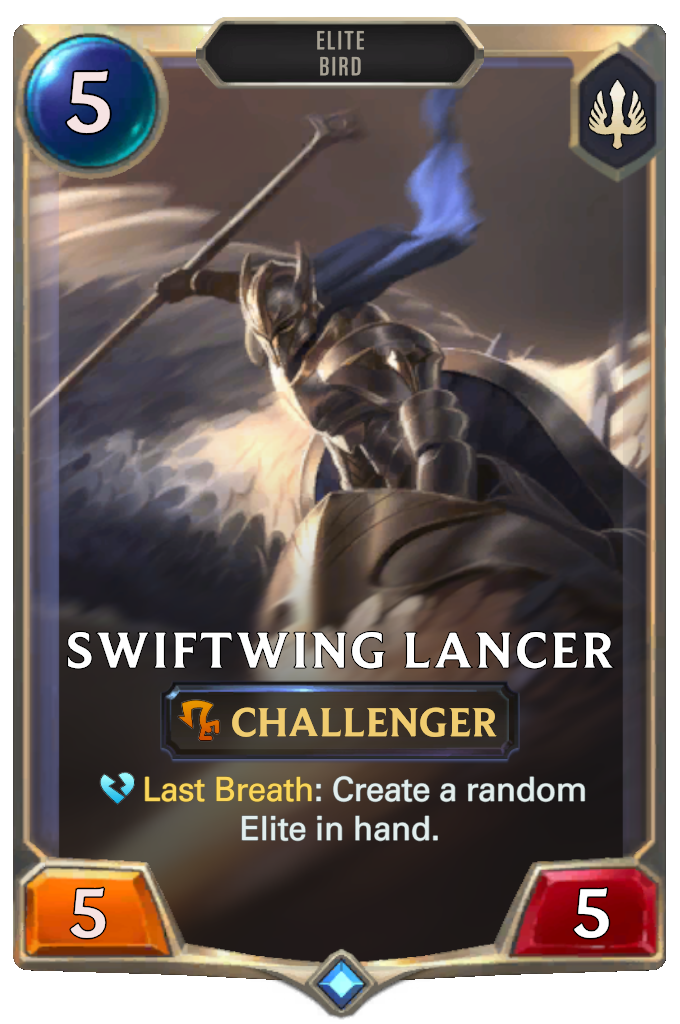 ELITE
BIRD
5
SWIFTWING LANCER
CHALLENGER
Last Breath: Create a random
Elite in hand.
5
5